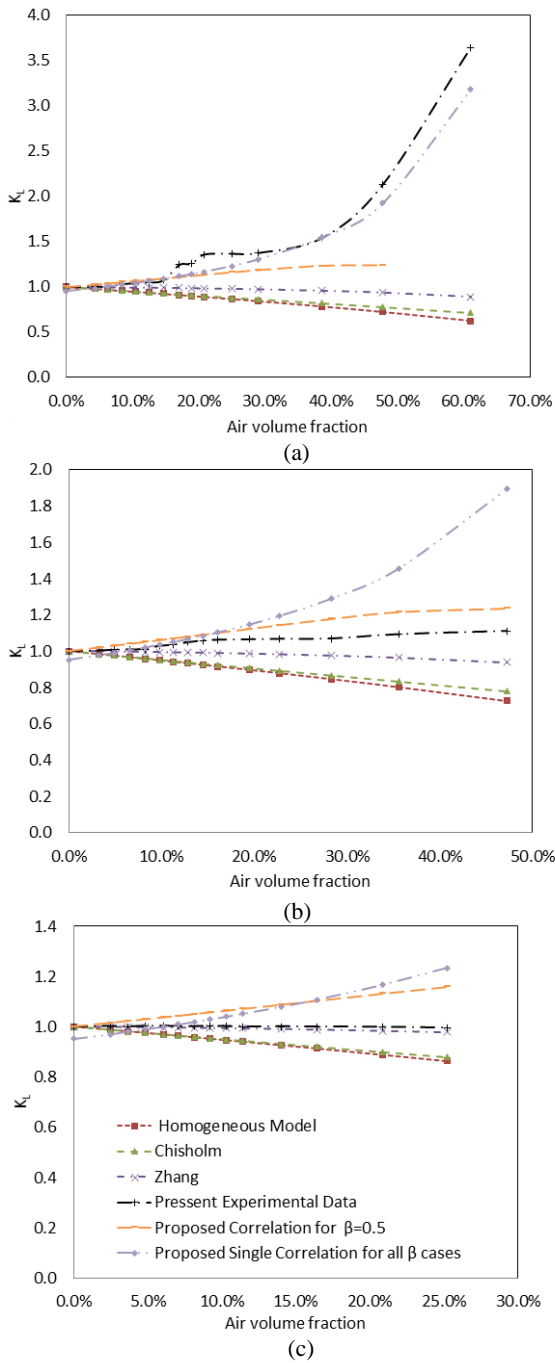 4.0
3.5
3.0
2.5
2.0
1.5
1.0
0.5
0.0
K_L
0.0% 10.0% 20.0% 30.0% 40.0% 50.0% 60.0% 70.0%
Air volume fraction
(a)
2.0
1.8
1.6
1.4
1.2
1.0
0.8
0.6
0.4
0.2
0.0
K_L
0.0% 10.0% 20.0% 30.0% 40.0% 50.0%
Air volume fraction
(b)
1.4
1.2
1.0
0.8
0.6
0.4
0.2
0.0
K_L
Homogeneous Model
Chisholm
Zhang
Pressent Experimental Data
Proposed Correlation for β=0.5
Proposed Single Correlation for all β cases
0.0% 5.0% 10.0% 15.0% 20.0% 25.0% 30.0%
Air volume fraction
(c)